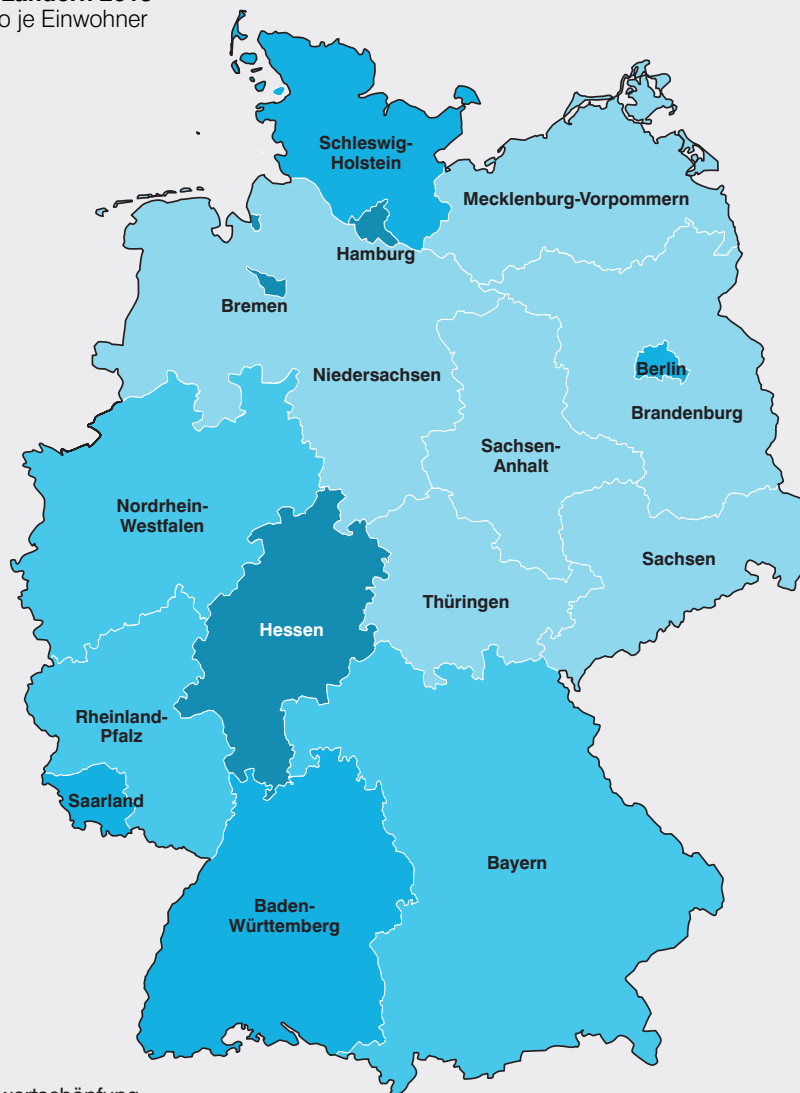 o je Einwohner
Schleswig-
Holstein
Mecklenburg-Vorpommern
Hamburg
Bremen
Niedersachsen
Berlin
Brandenburg
Sachsen-
Anhalt
Nordrhein-
Westfalen
Sachsen
Thüringen
Hessen
Rheinland-
Pfalz
Saarland
Bayern
Baden-
Württemberg